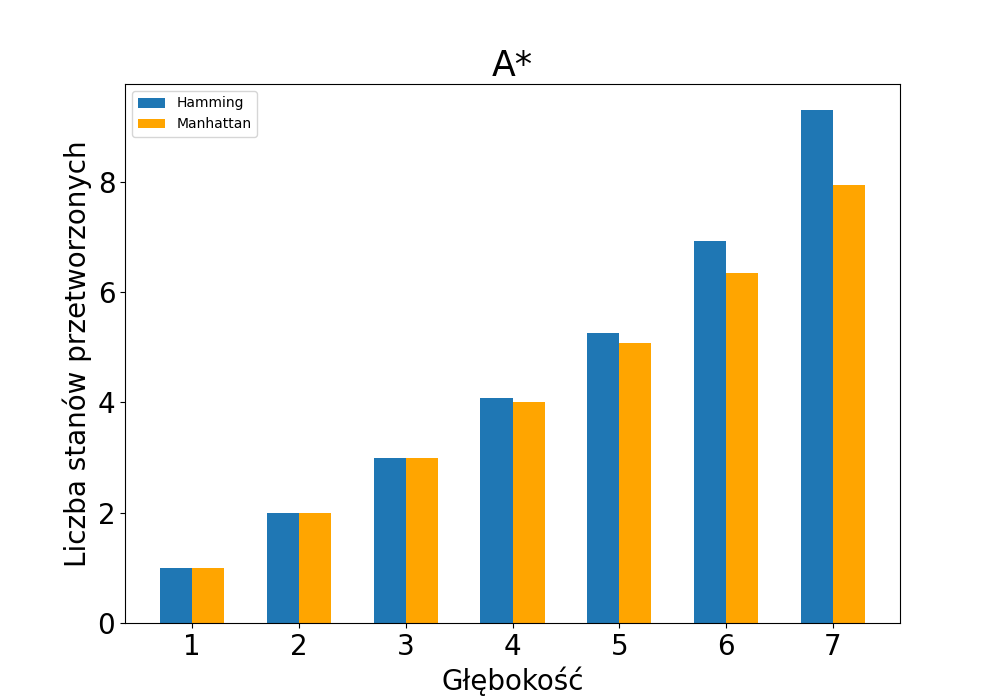 A*
Hamming
Manhattan
Liczba stanów przetworzonych
8
6
4
2
0
1 2 3 4 5 6 7
Głębokość